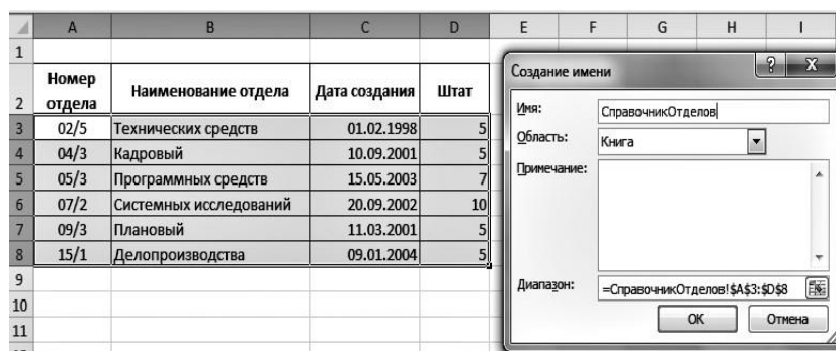 A B C D E F G H I
1
2 Номер отдела Наименование отдела Дата создания Штат
3 02/5 Технических средств 01.02.1998 5
4 04/3 Кадровый 10.09.2001 5
5 05/3 Программных средств 15.05.2003 7
6 07/2 Системных исследований 20.09.2002 10
7 09/3 Плановый 11.03.2001 5
8 15/1 Делопроизводства 09.01.2004 5
9
10
11
Создание имени ? X
Имя: СправочникОтделов
Область: Книга
Примечание:
Диапазон: =СправочникОтделов!$A$3:$D$8
ОК Отмена